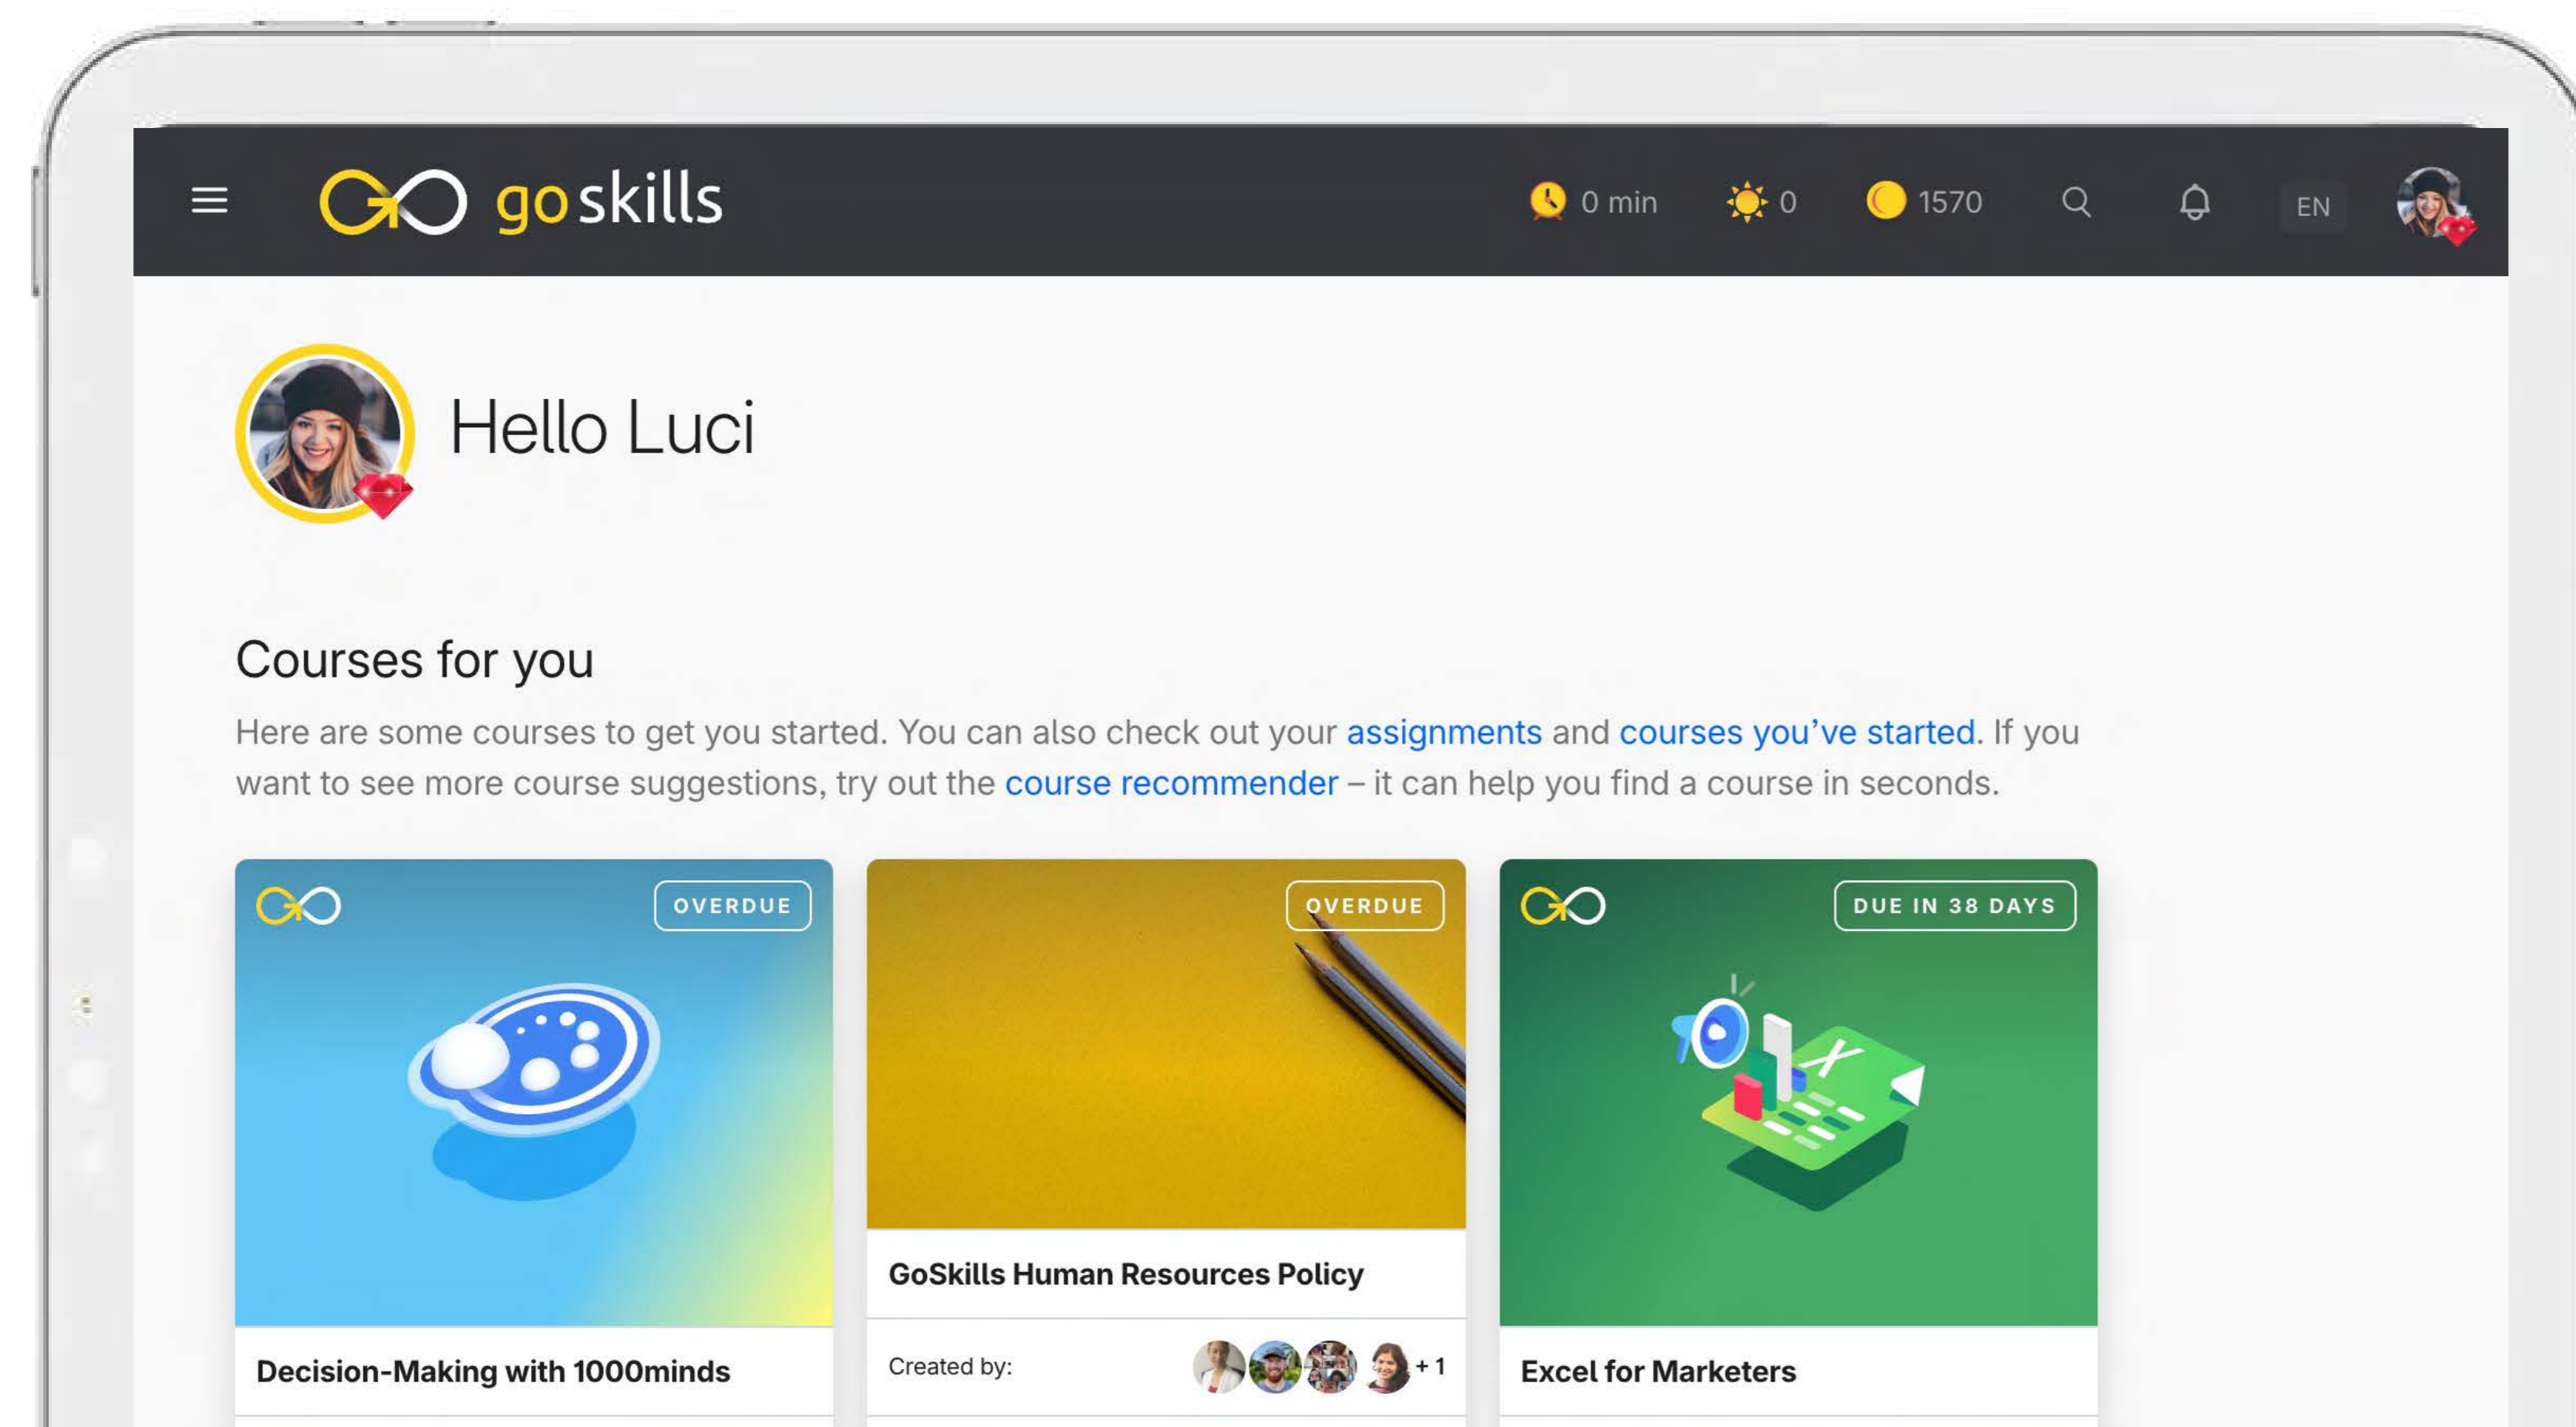 goskills
0 min
0
1570
EN
Hello Luci
Courses for you
Here are some courses to get you started. You can also check out your assignments and courses you've started. If you
want to see more course suggestions, try out the course recommender – it can help you find a course in seconds.
OVERDUE
OVERDUE
DUE IN 38 DAYS
X
GoSkills Human Resources Policy
Created by:
+ 1
Decision-Making with 1000minds
Excel for Marketers